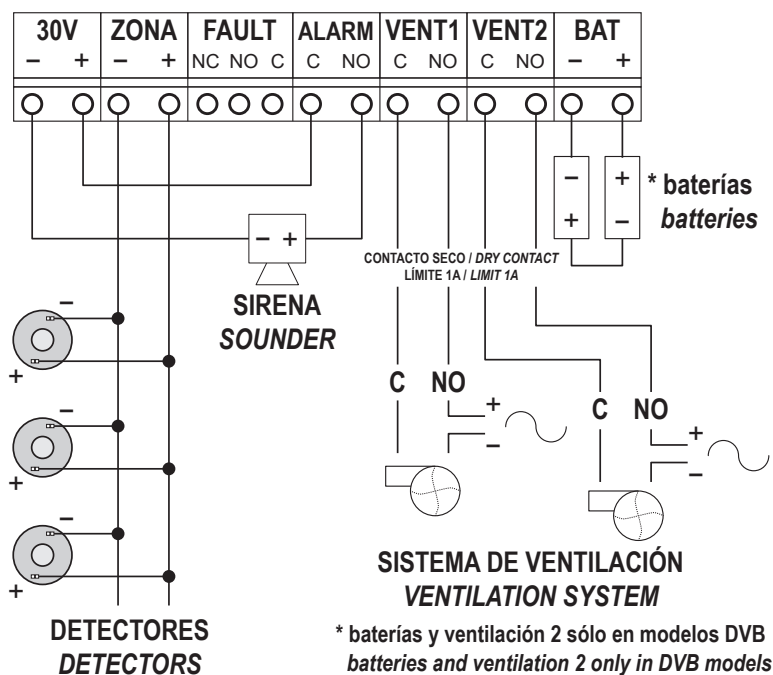 30V ZONA FAULT ALARM VENT1 VENT2 BAT
− + − + NC NO C C NO C NO C NO − +
− + * baterías
+ − batteries
− +
CONTACTO SECO / DRY CONTACT
LÍMITE 1A / LIMIT 1A
SIRENA
SOUNDER
−
+
C NO
+
−
C NO
+
−
−
+
−
+
SISTEMA DE VENTILACIÓN
VENTILATION SYSTEM
DETECTORES
DETECTORS
* baterías y ventilación 2 sólo en modelos DVB
batteries and ventilation 2 only in DVB models